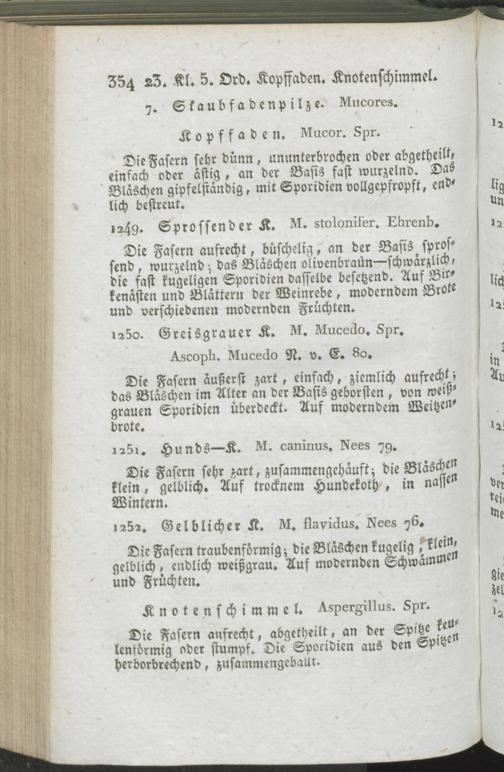 354 23. Kl. 5. Ord. Kopffaden. Knotenschimmel.
7. Staubfadenpilze. Mucores.
Kopffaden. Mucor. Spr.
Die Fasern sehr dünn, ununterbrochen oder abgetheilt,
einfach oder ästig, an der Basis fast wurzelnd. Das
Bläschen gipfelständig, mit Sporidien vollgepfropft, end-
lich bestreut.
1249. Sprossender K. M. stolonifer. Ehrenb.
Die Fasern aufrecht, büschelig, an der Basis spros-
send, wurzelnd; das Bläschen olivenbraun—schwärzlich,
die fast kugeligen Sporidien dasselbe besetzend. Auf Bir-
kenästen und Blättern der Weinrebe, moderndem Brote
und verschiedenen modernden Früchten.
1250. Greisgrauer K. M. Mucedo. Spr.
Ascoph. Mucedo N. v. E. 80.
Die Fasern äußerst zart, einfach, ziemlich aufrecht;
das Bläschen im Alter an der Basis geborsten, von weiß-
grauen Sporidien überdeckt. Auf moderndem Weitzen-
brote.
1251. Hunds—K. M. caninus. Nees 79.
Die Fasern sehr zart, zusammengehäuft; die Bläschen
klein, gelblich. Auf trocknem Hundekoth, in nassen
Wintern.
1252. Gelblicher K. M. flavidus. Nees 76.
Die Fasern traubenförmig; die Bläschen kugelig, klein,
gelblich, endlich weißgrau. Auf modernden Schwämmen
und Früchten.
Knotenschimmel. Aspergillus. Spr.
Die Fasern aufrecht, abgetheilt, an der Spitze keu-
lenförmig oder stumpf. Die Sporidien aus den Spitzen
herborbrechend, zusammengeballt.